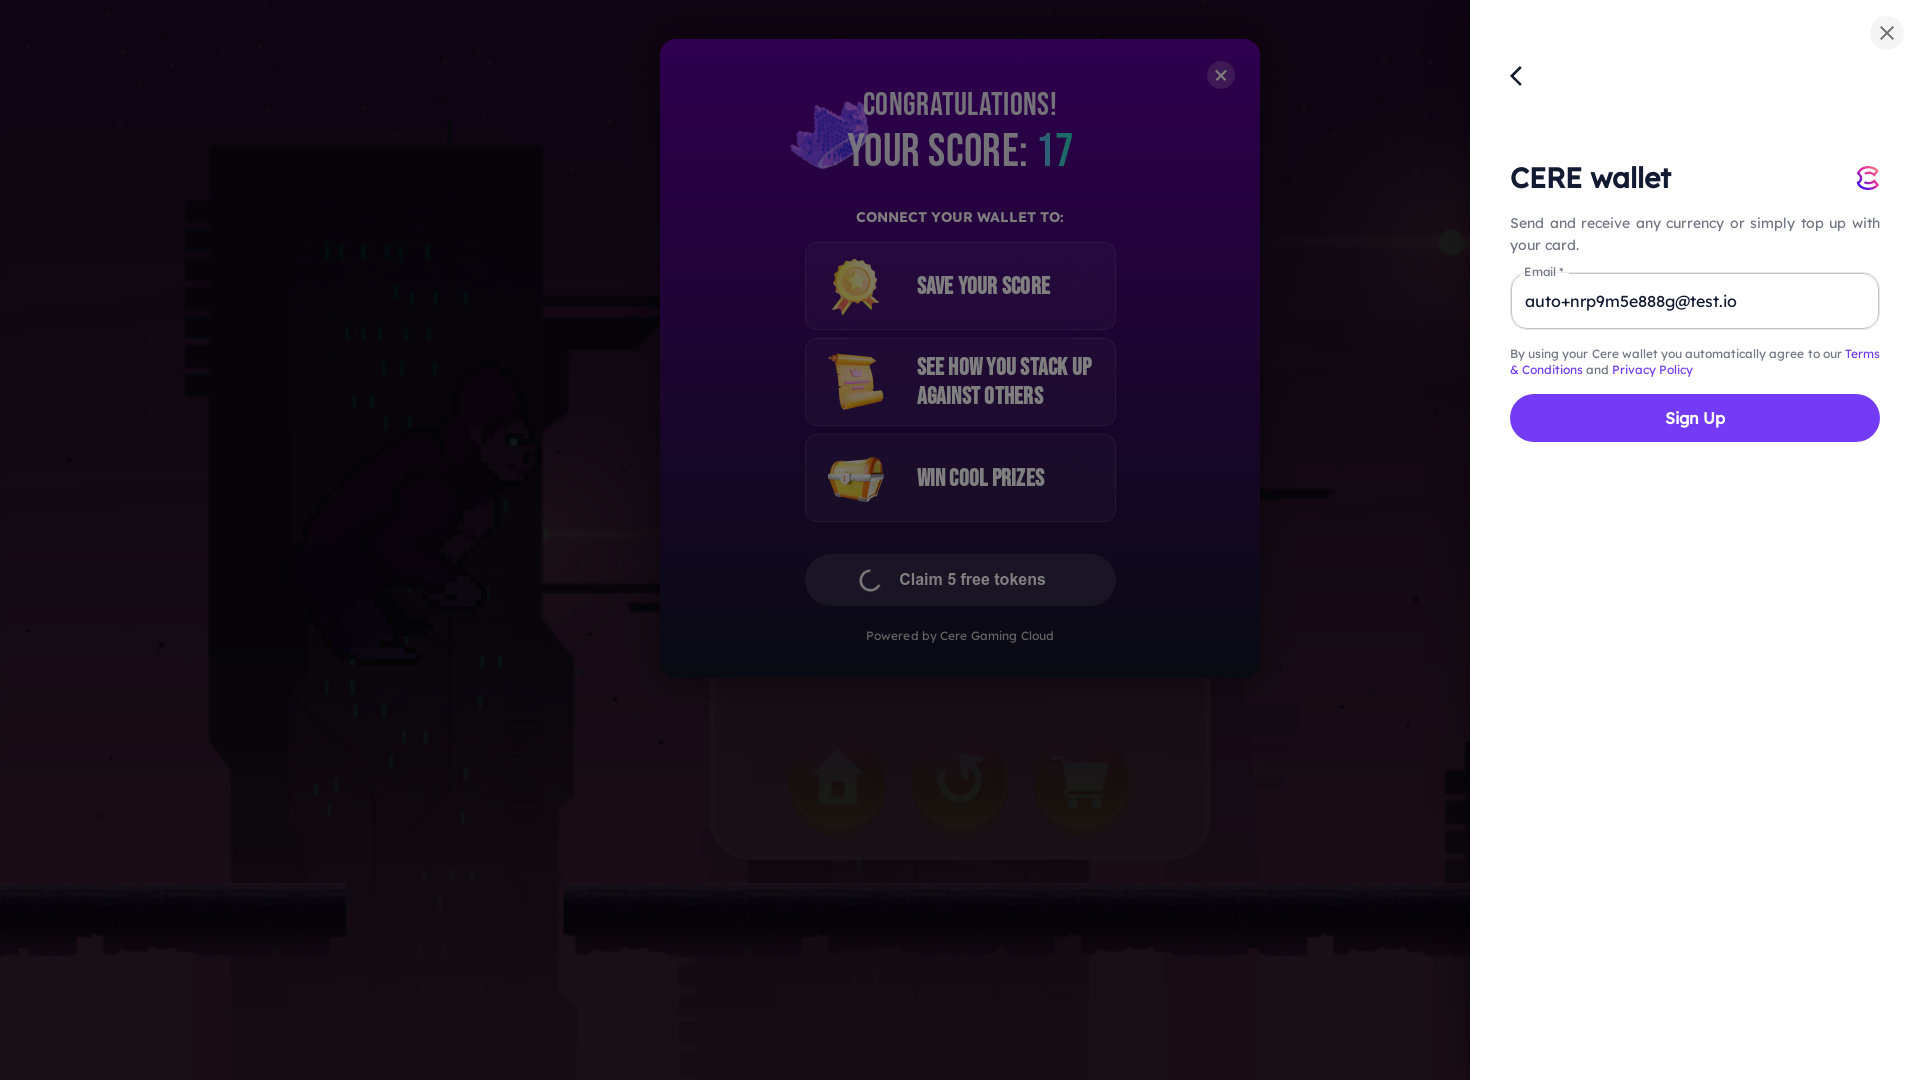 CONGRATULATIONS!
YOUR SCORE: 17
CONNECT YOUR WALLET TO:
SAVE YOUR SCORE
SEE HOW YOU STACK UP
AGAINST OTHERS
WIN COOL PRIZES
Claim 5 free tokens
Powered by Cere Gaming Cloud
CERE wallet
Send and receive any currency or simply top up with
your card.
Email *
auto+nrp9m5e888g@test.io
By using your Cere wallet you automatically agree to our Terms
& Conditions and Privacy Policy
Sign Up